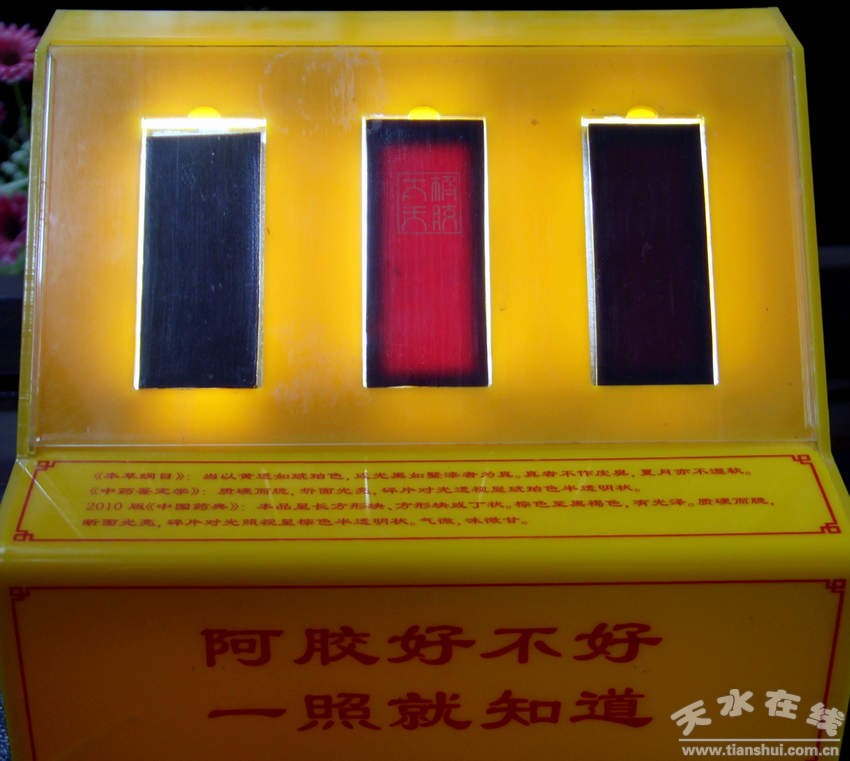 《本草纲目》：当以黄透如琥珀色，或光黑如瑿漆者为真。真者不作皮臭，夏月亦不湿软。
《中药鉴定学》：质硬而脆，断面光亮，碎片对光透视呈琥珀色半透明状。
2010版《中国药典》：本品呈长方形块，方形块或丁状。棕色至黑褐色，有光泽。质硬而脆，
断面光亮，碎片对光照视呈棕色半透明状。气微，味微甘。
阿胶好不好
一照就知道
天水在线
www.tianshui.com.cn